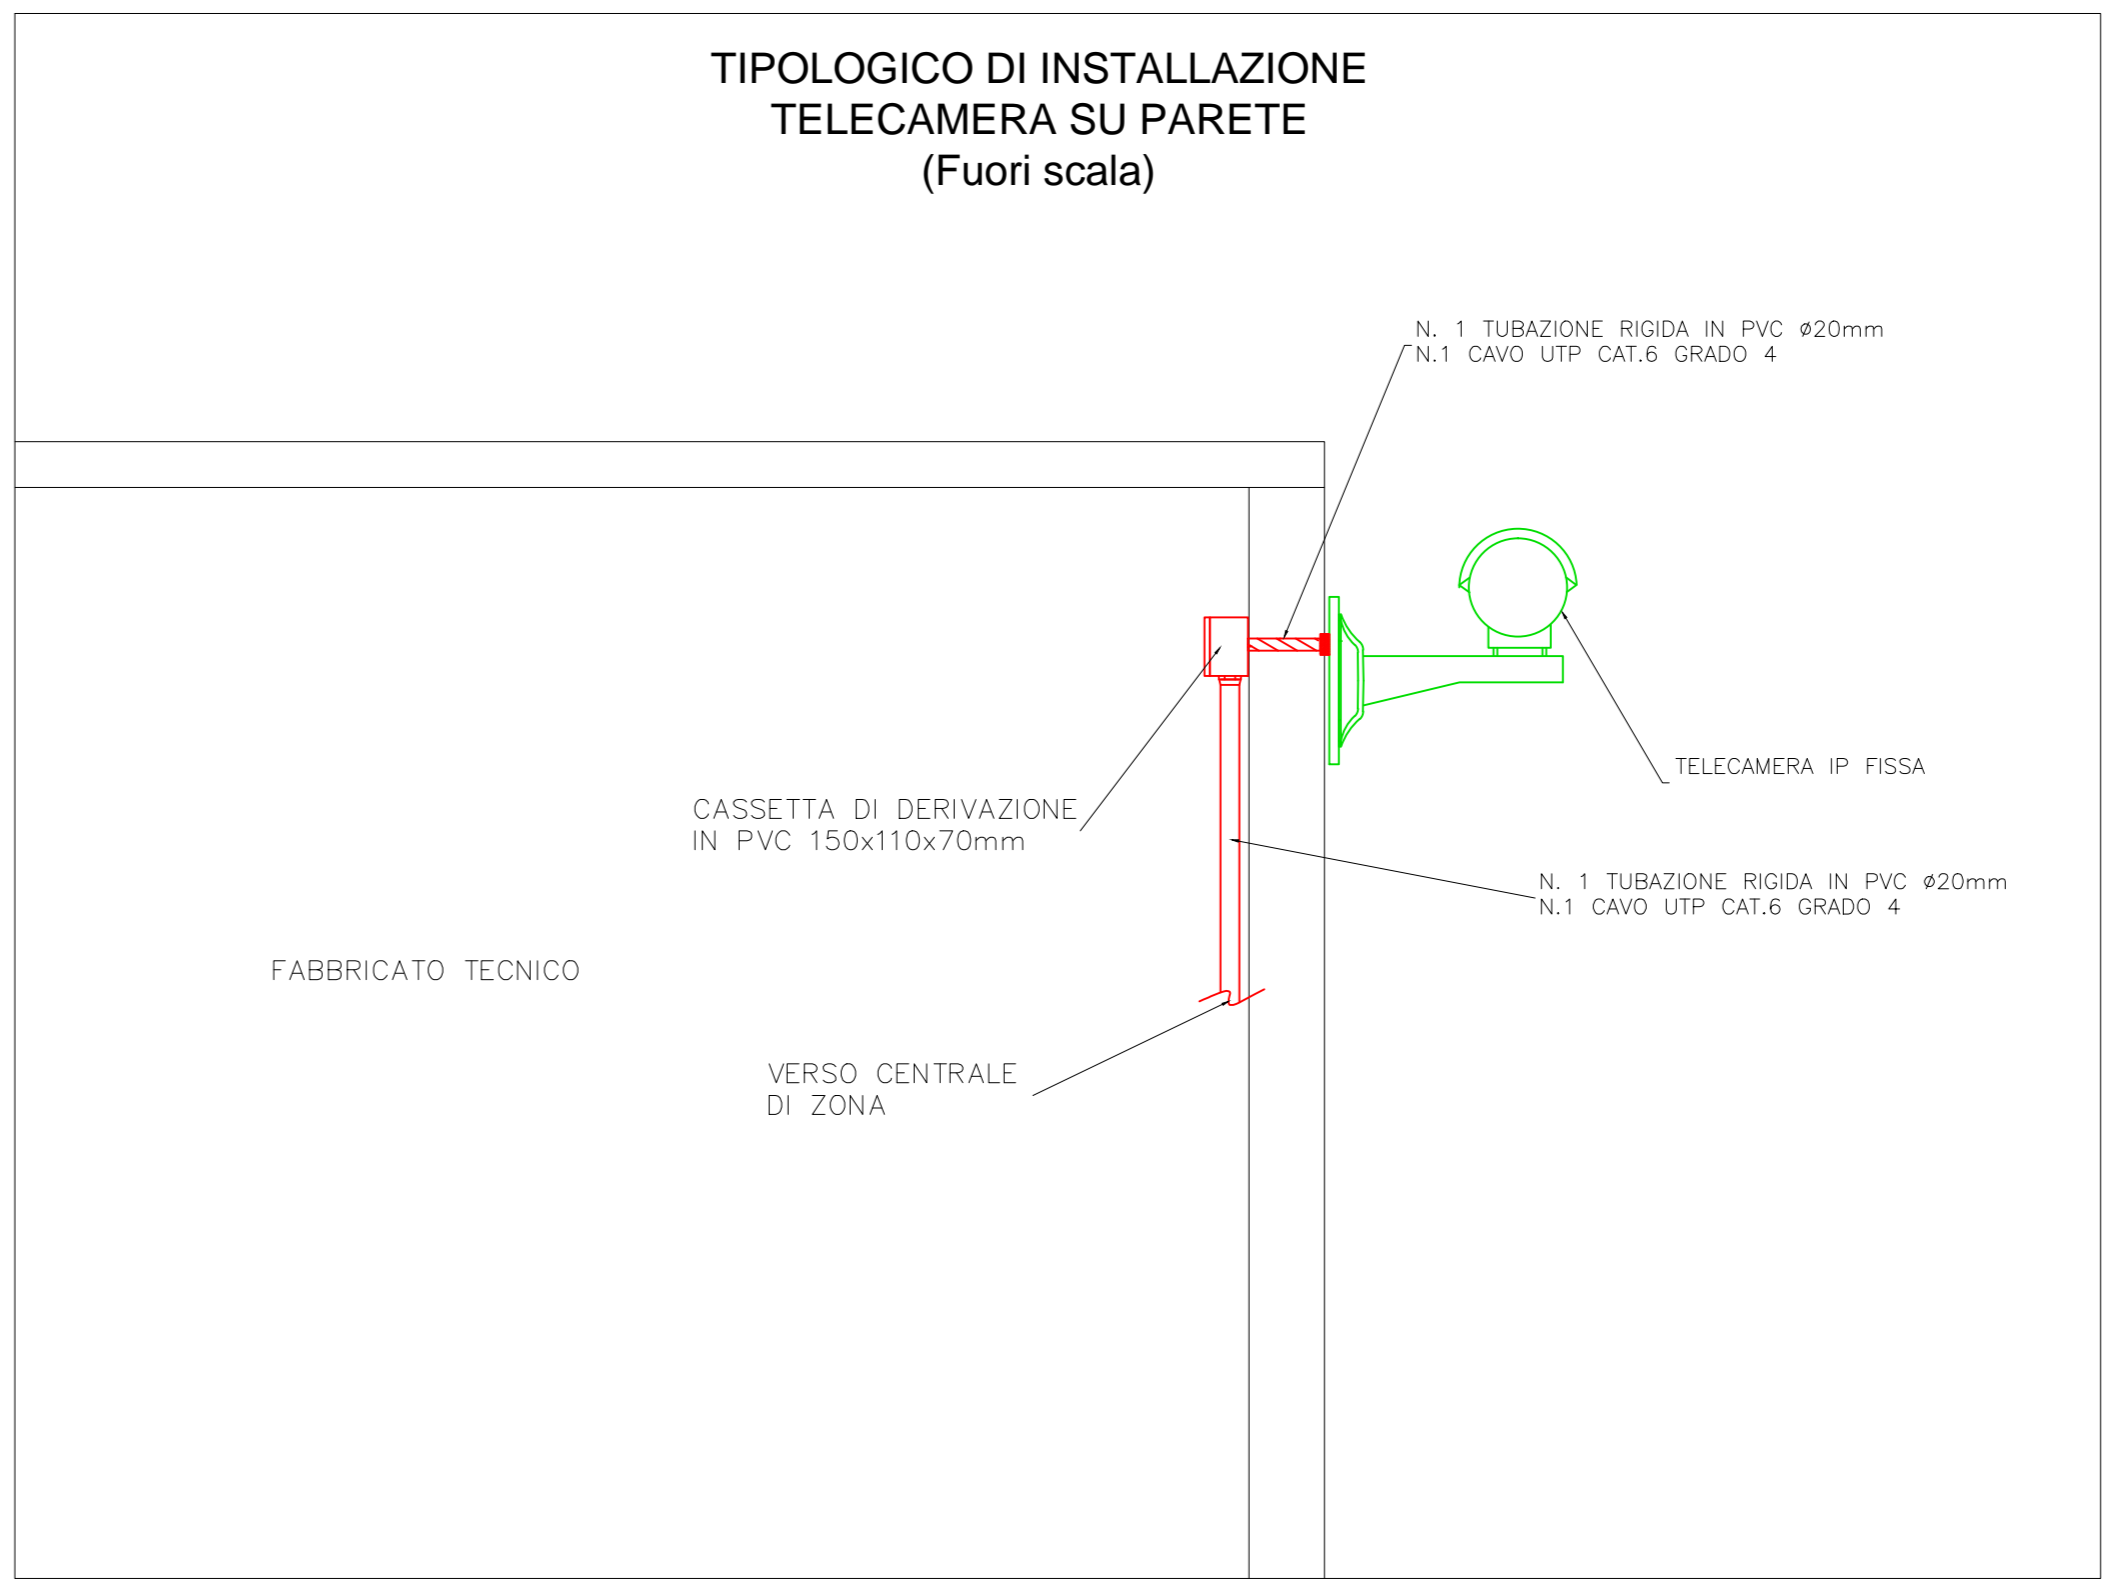 TIPOLOGICO DI INSTALLAZIONE
TELECAMERA SU PARETE
(Fuori scala)
N. 1 TUBAZIONE RIGIDA IN PVC Ø20mm
N.1 CAVO UTP CAT.6 GRADO 4
TELECAMERA IP FISSA
CASSETTA DI DERIVAZIONE
IN PVC 150x110x70mm
N. 1 TUBAZIONE RIGIDA IN PVC Ø20mm
N.1 CAVO UTP CAT.6 GRADO 4
FABBRICATO TECNICO
VERSO CENTRALE
DI ZONA